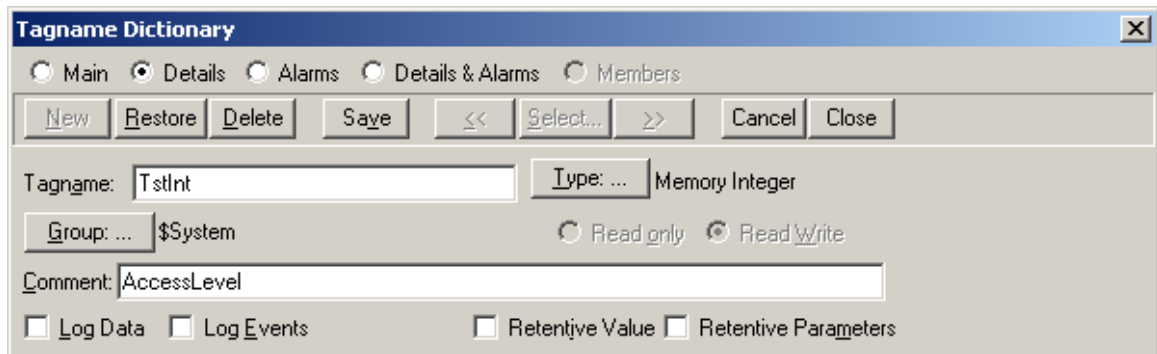 Tagname Dictionary
Main Details Alarms Details & Alarms Members
New Restore Delete Save << Select... >> Cancel Close
Tagname: TstInt Type: ... Memory Integer
Group: ... $System Read only Read Write
Comment: AccessLevel
Log Data Log Events Retentive Value Retentive Parameters